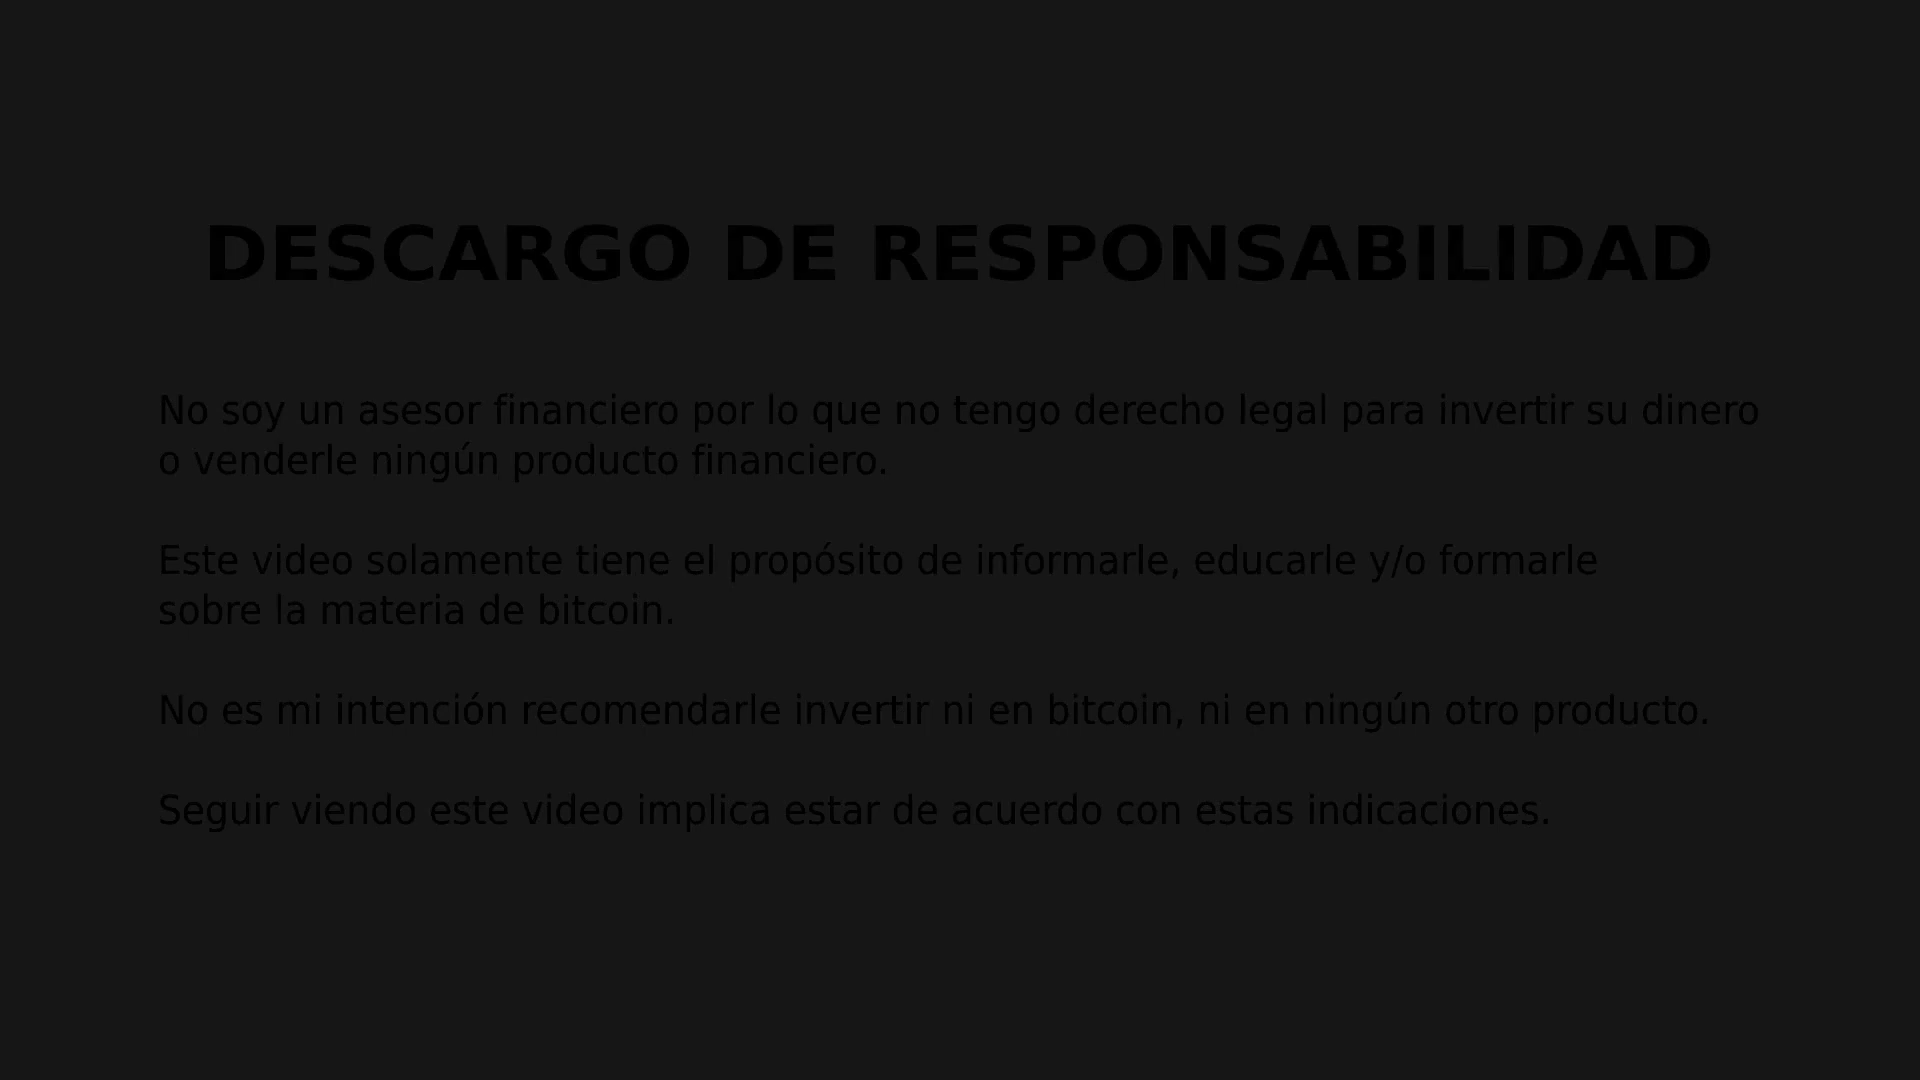 DESCARGO DE RESPONSABILIDAD
No soy un asesor financiero por lo que no tengo derecho legal para invertir su dinero
o venderle ningún producto financiero.
Este video solamente tiene el propósito de informarle, educarle y/o formarle
sobre la materia de bitcoin.
No es mi intención recomendarle invertir ni en bitcoin, ni en ningún otro producto.
Seguir viendo este video implica estar de acuerdo con estas indicaciones.